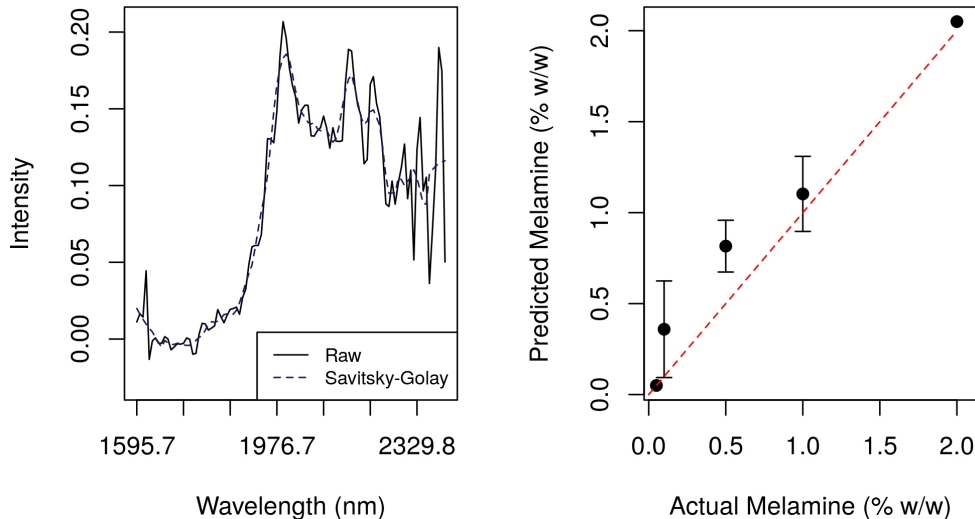 Intensity
0.00 0.05 0.10 0.15 0.20
Raw
Savitsky-Golay
1595.7 1976.7 2329.8
Wavelength (nm)
Predicted Melamine (% w/w)
0.0 0.5 1.0 1.5 2.0
0.0 0.5 1.0 1.5 2.0
Actual Melamine (% w/w)